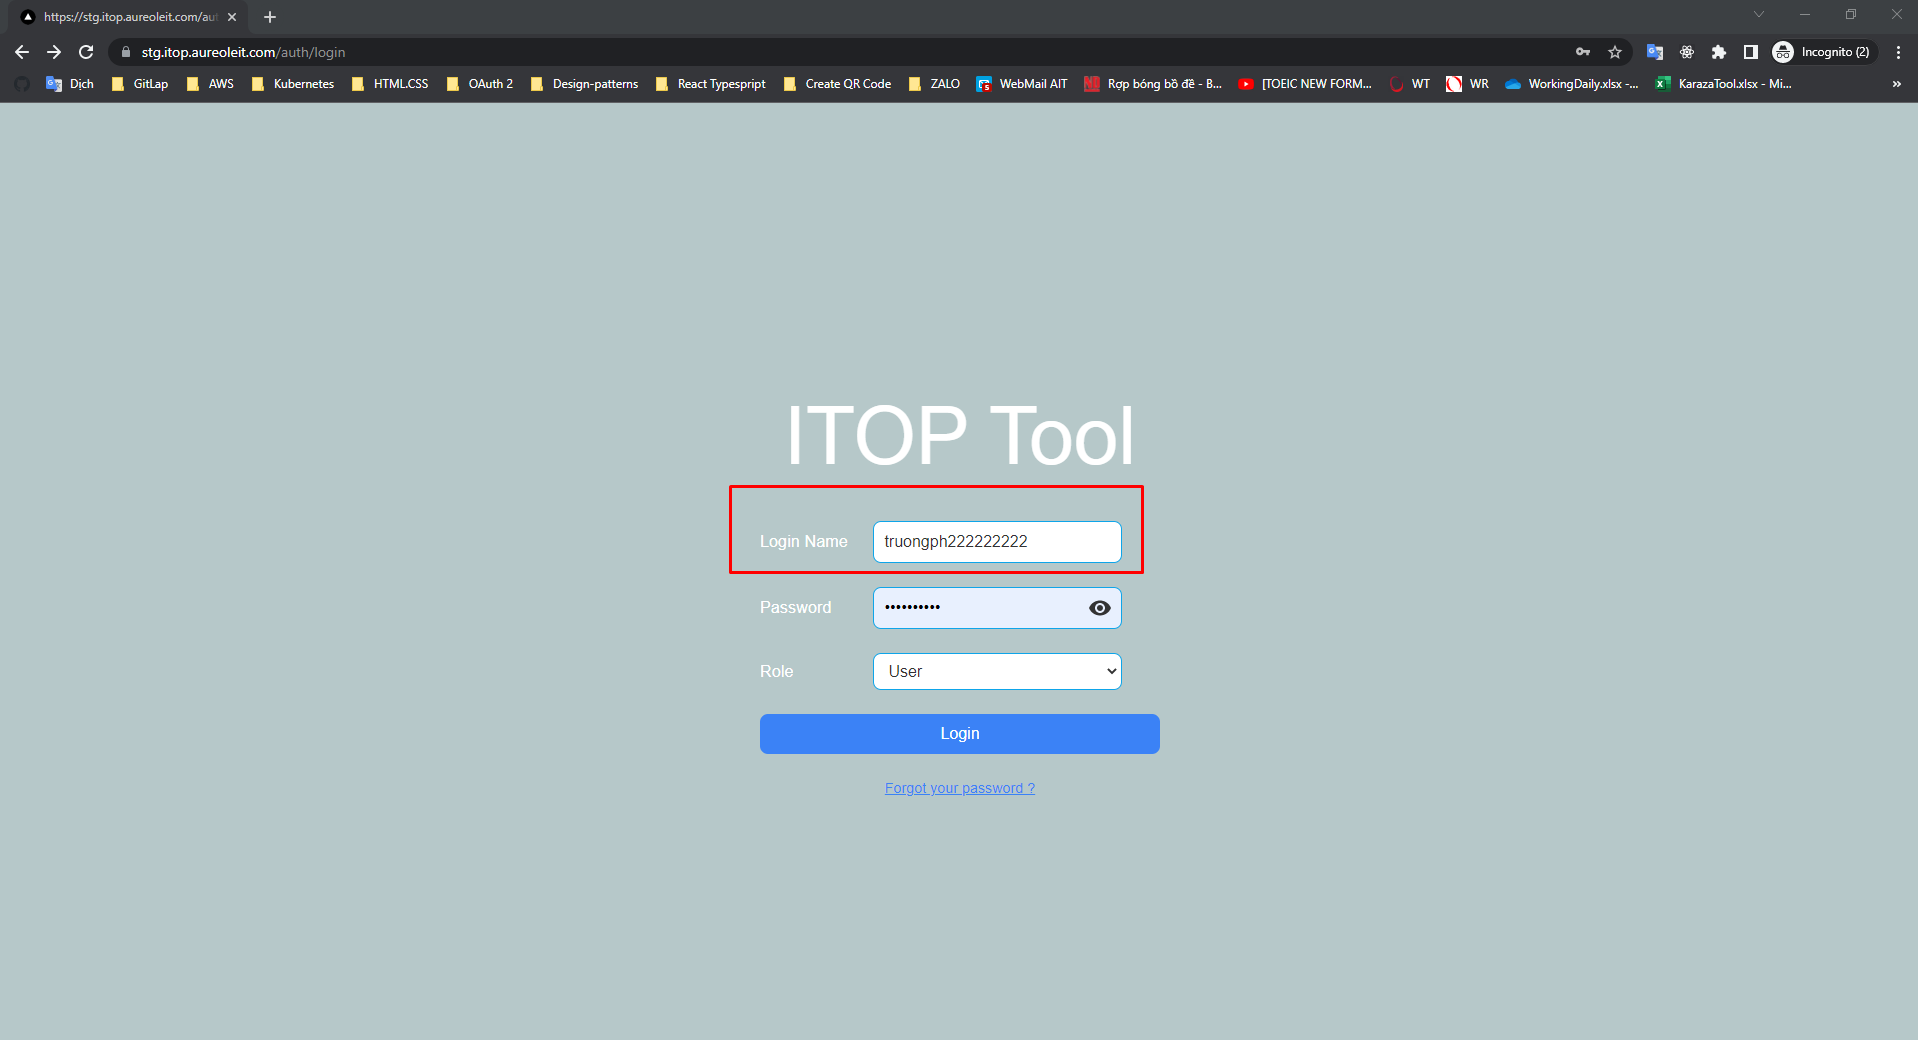 https://stg.itop.aureoleit.com/aut
stg.itop.aureoleit.com/auth/login
Incognito (2)
Dịch GitLap AWS Kubernetes HTML.CSS OAuth 2 Design-patterns React Typespript Create QR Code ZALO WebMail AIT Rợp bóng bồ đề - B... [TOEIC NEW FORM... WT WR WorkingDaily.xlsx -... KarazaTool.xlsx - Mi... »
ITOP Tool
Login Name truongph222222222
Password ••••••••••
Role User
Login
Forgot your password ?